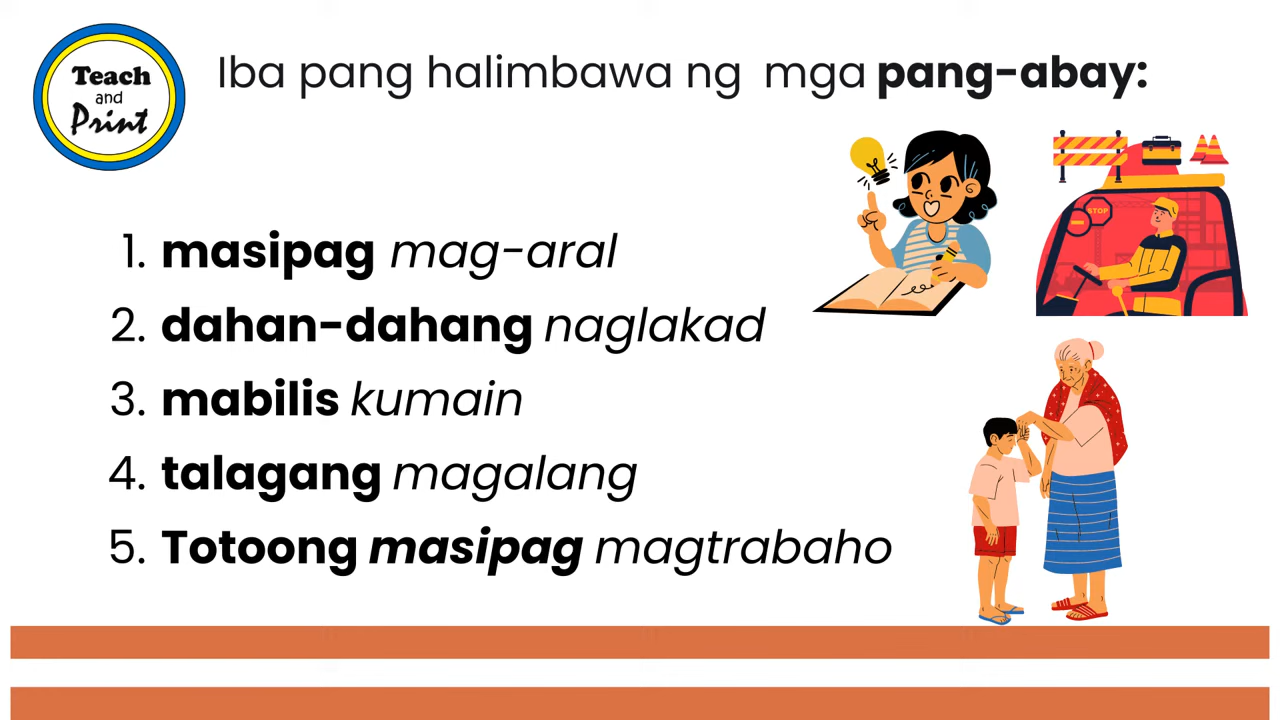 Teach
and
Print
Iba pang halimbawa ng mga pang-abay:
STOP
1. masipag mag-aral
2. dahan-dahang naglakad
3. mabilis kumain
4. talagang magalang
5. Totoong masipag magtrabaho